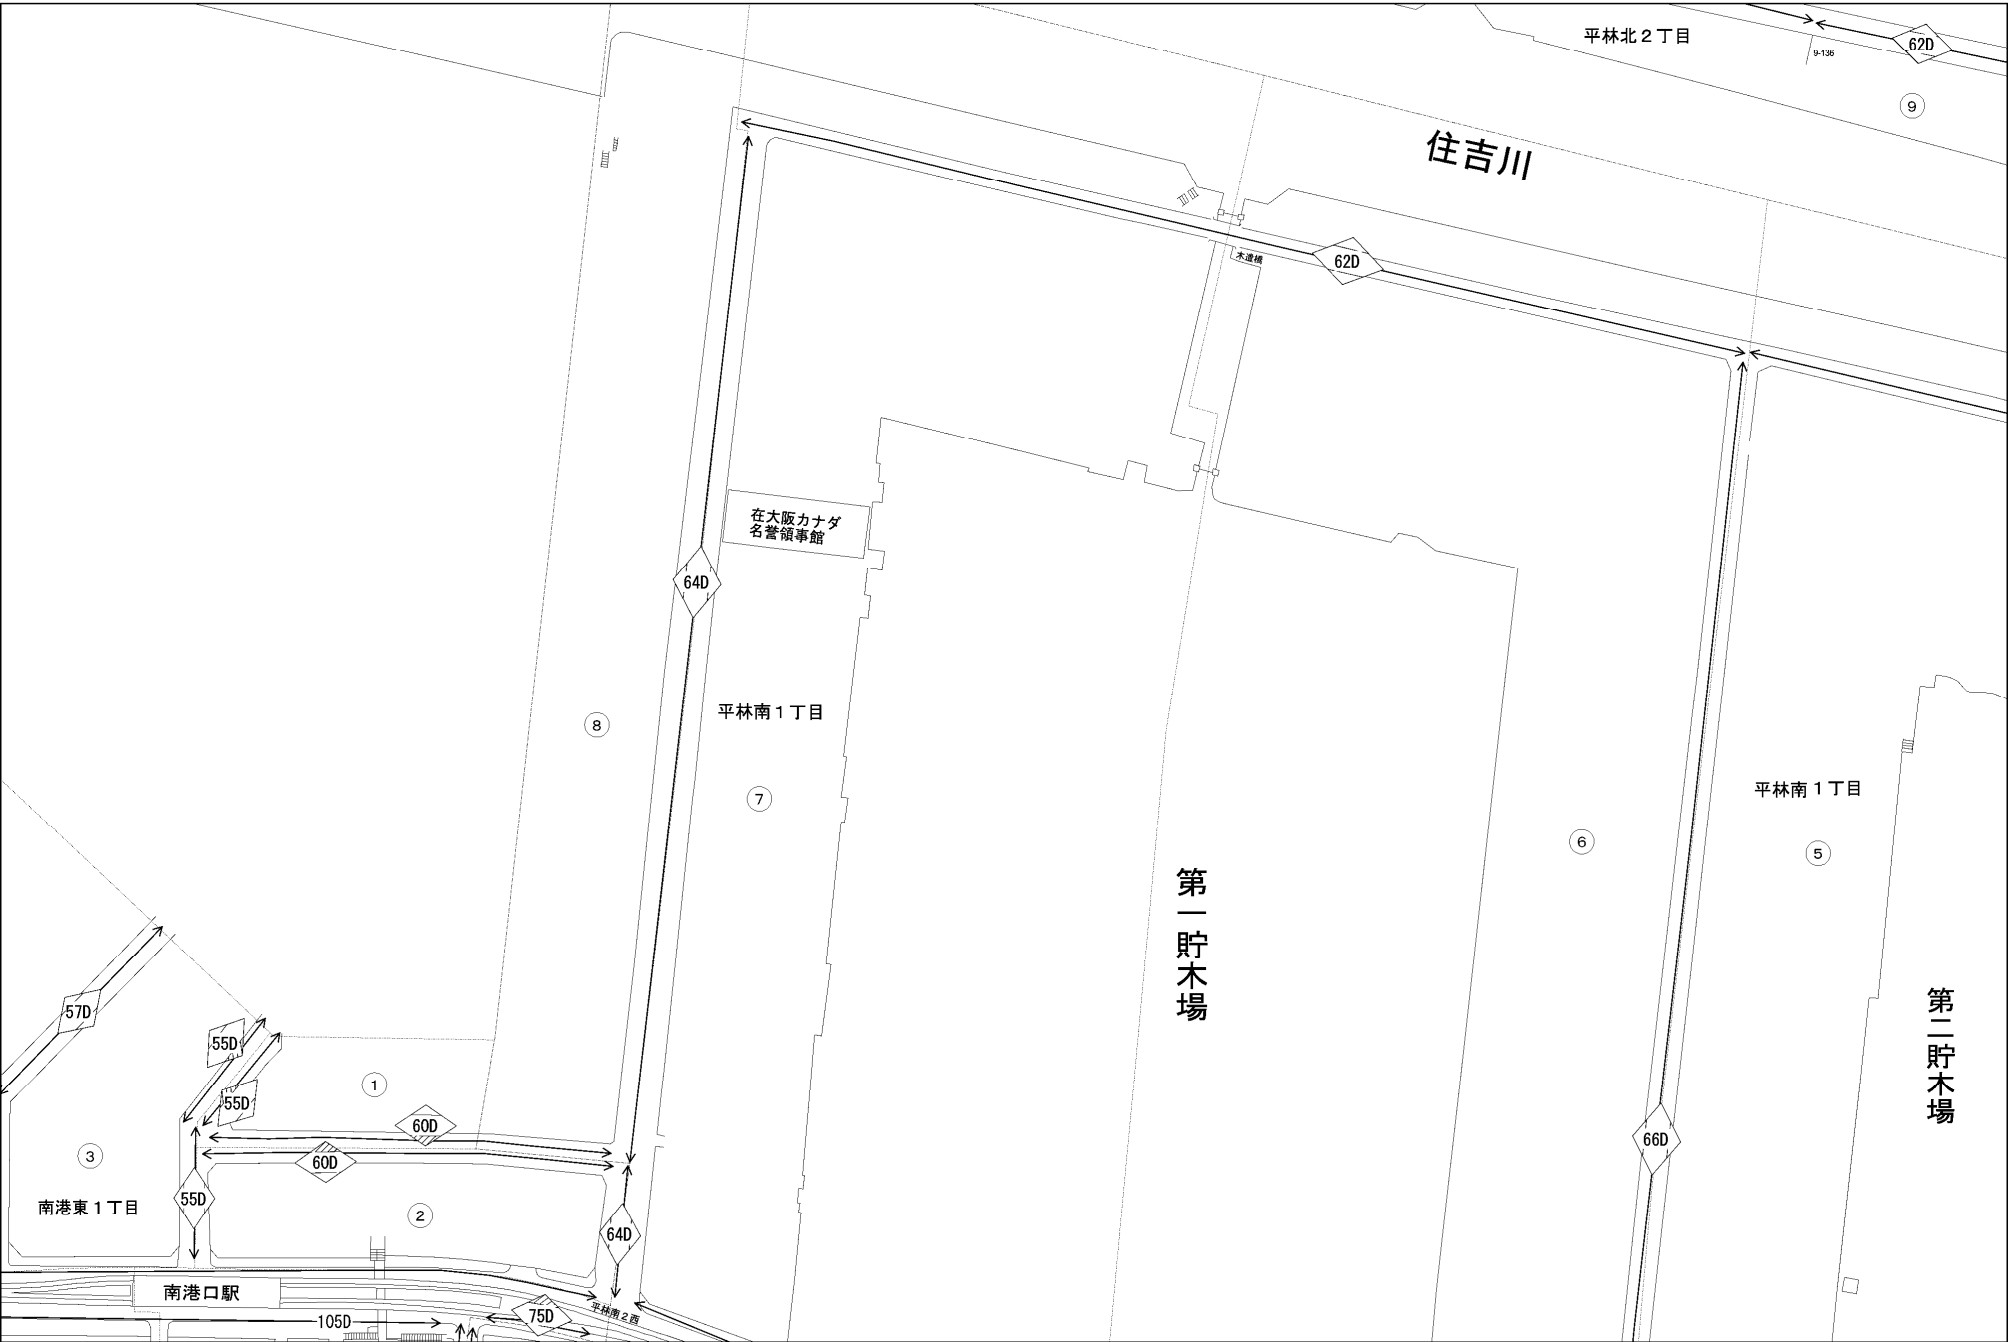 平林北２丁目
62D
9-136
⑨
住吉川
木遣橋
62D
在大阪カナダ
名誉領事館
64D
平林南１丁目
⑧
⑦
平林南１丁目
⑥
⑤
第一貯木場
第二貯木場
57D
55D
55D
①
60D
60D
66D
③
南港東１丁目
55D
②
64D
南港口駅
平林南２西
105D
75D